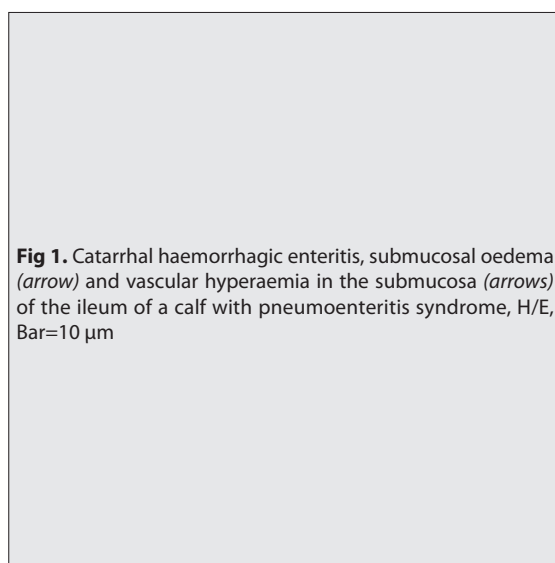 Fig 1. Catarrhal haemorrhagic enteritis, submucosal oedema
(arrow) and vascular hyperaemia in the submucosa (arrows)
of the ileum of a calf with pneumoenteritis syndrome, H/E,
Bar=10 µm